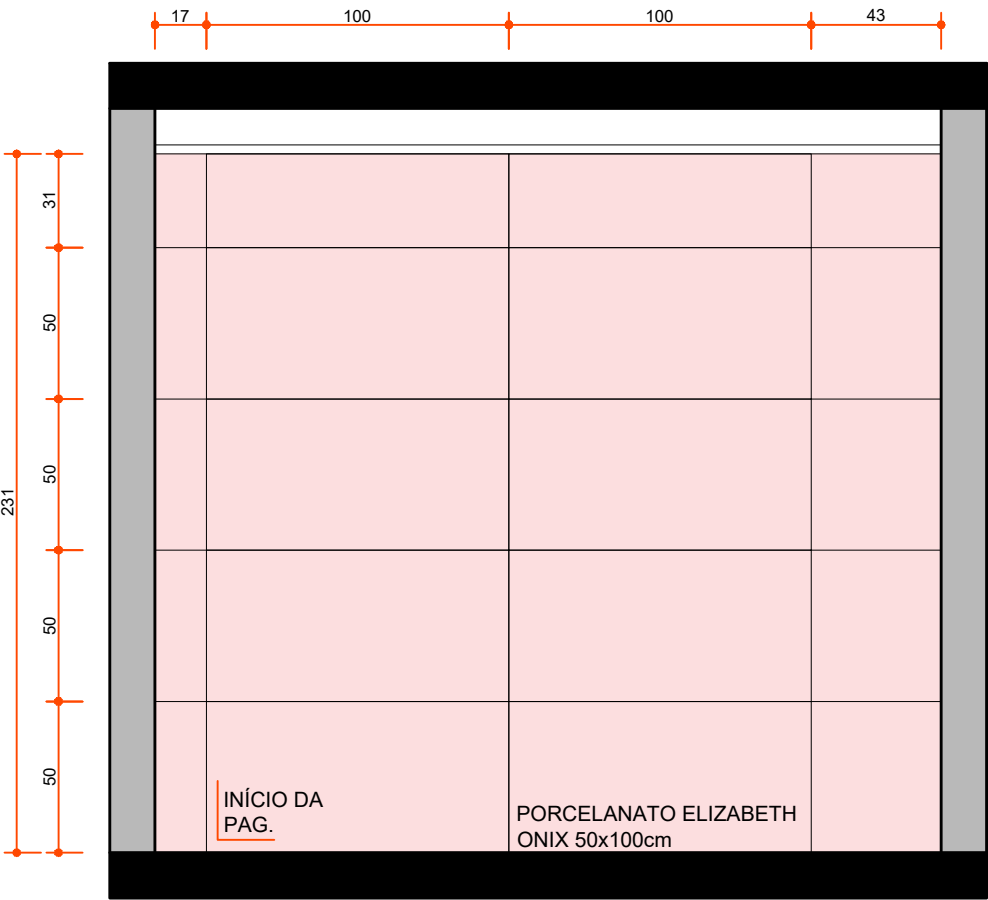 17
100
100
43
31
50
50
231
50
50
INÍCIO DA
PAG.
PORCELANATO ELIZABETH
ONIX 50x100cm